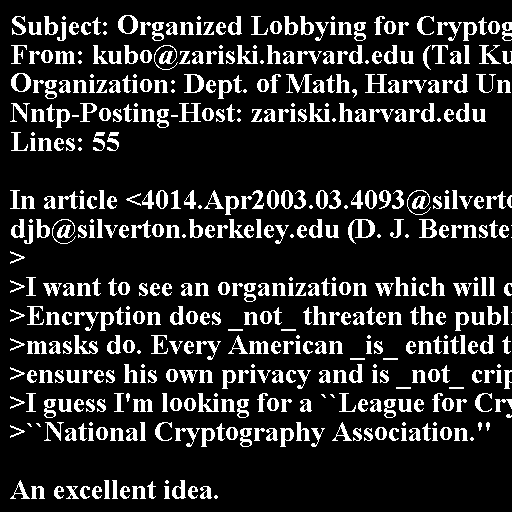 Subject: Organized Lobbying for Cryptog
From: kubo@zariski.harvard.edu (Tal Ku
Organization: Dept. of Math, Harvard Un
Nntp-Posting-Host: zariski.harvard.edu
Lines: 55

In article <4014.Apr2003.03.4093@silverto
djb@silverton.berkeley.edu (D. J. Bernste
>
>I want to see an organization which will c
>Encryption does _not_ threaten the publi
>masks do. Every American _is_ entitled t
>ensures his own privacy and is _not_ crip
>I guess I'm looking for a ``League for Cry
>``National Cryptography Association.''

An excellent idea.